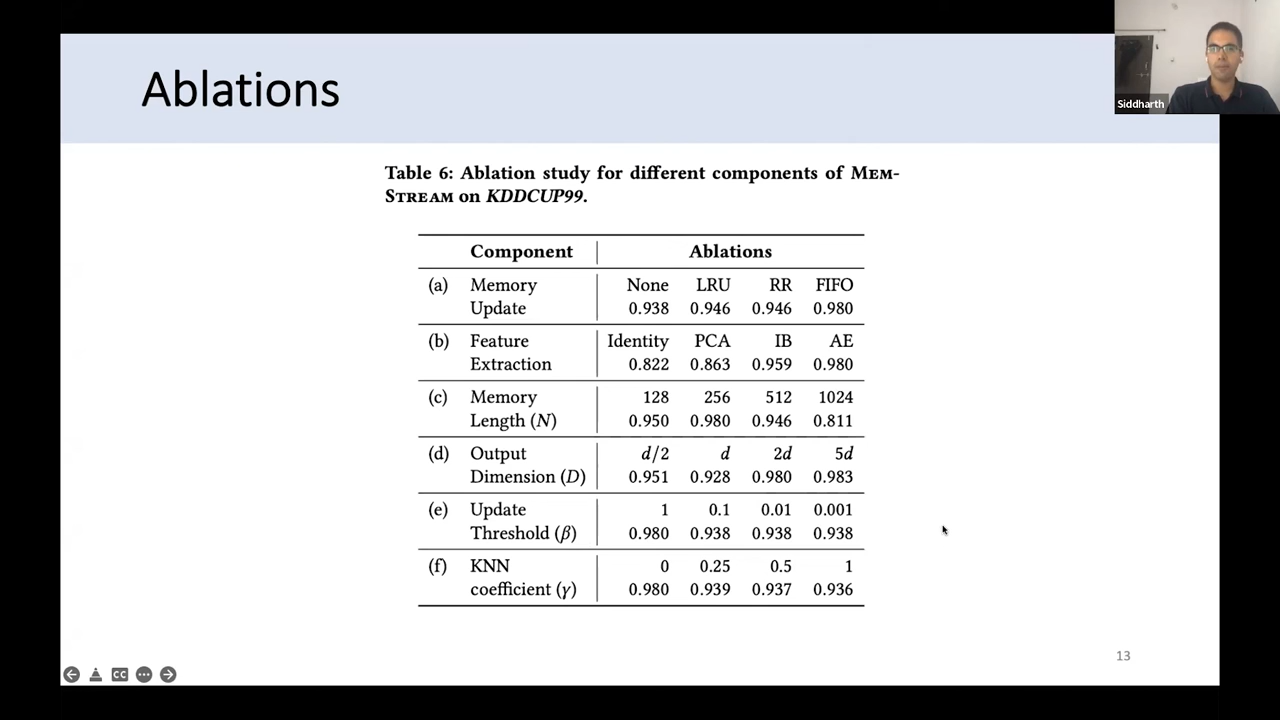 Ablations
Siddharth
Table 6: Ablation study for different components of MEM-
STREAM on KDDCUP99.
Component Ablations
(a) Memory None LRU RR FIFO
Update 0.938 0.946 0.946 0.980
(b) Feature Identity PCA IB AE
Extraction 0.822 0.863 0.959 0.980
(c) Memory 128 256 512 1024
Length (N) 0.950 0.980 0.946 0.811
(d) Output d/2 d 2d 5d
Dimension (D) 0.951 0.928 0.980 0.983
(e) Update 1 0.1 0.01 0.001
Threshold (β) 0.980 0.938 0.938 0.938
(f) KNN 0 0.25 0.5 1
coefficient (γ) 0.980 0.939 0.937 0.936
13
CC